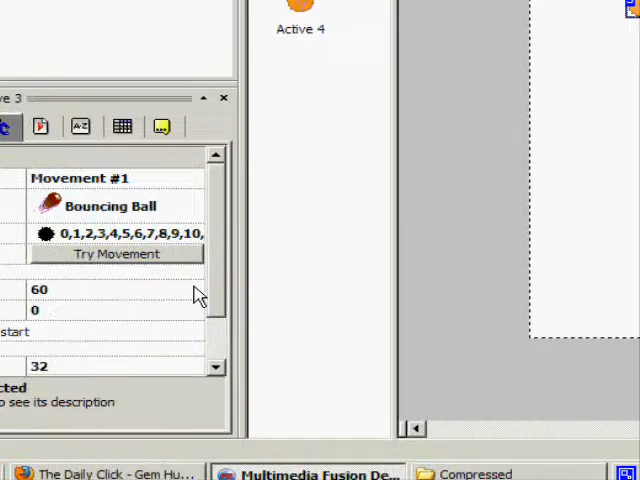 Active 4
ve 3
A-Z
Movement #1
Bouncing Ball
0,1,2,3,4,5,6,7,8,9,10,
Try Movement
60
0
start
32
cted
o see its description
The Daily Click - Gem Hu...
Multimedia Fusion De...
Compressed